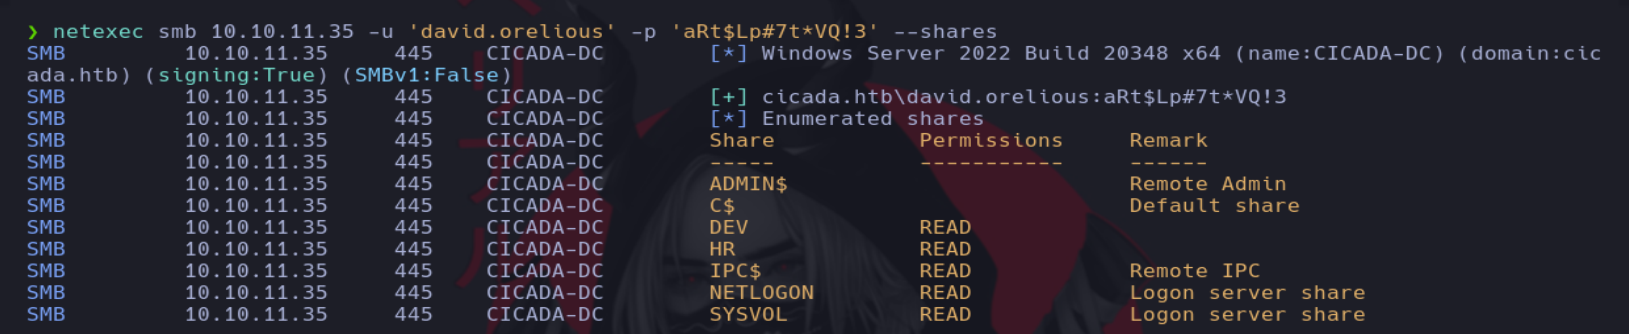 ❯ netexec smb 10.10.11.35 -u 'david.orelious' -p 'aRt$Lp#7t*VQ!3' --shares
SMB         10.10.11.35     445    CICADA-DC        [*] Windows Server 2022 Build 20348 x64 (name:CICADA-DC) (domain:cic
ada.htb) (signing:True) (SMBv1:False)
SMB         10.10.11.35     445    CICADA-DC        [+] cicada.htb\david.orelious:aRt$Lp#7t*VQ!3
SMB         10.10.11.35     445    CICADA-DC        [*] Enumerated shares
SMB         10.10.11.35     445    CICADA-DC        Share           Permissions     Remark
SMB         10.10.11.35     445    CICADA-DC        -----           -----------     ------
SMB         10.10.11.35     445    CICADA-DC        ADMIN$                          Remote Admin
SMB         10.10.11.35     445    CICADA-DC        C$                              Default share
SMB         10.10.11.35     445    CICADA-DC        DEV             READ
SMB         10.10.11.35     445    CICADA-DC        HR              READ
SMB         10.10.11.35     445    CICADA-DC        IPC$            READ            Remote IPC
SMB         10.10.11.35     445    CICADA-DC        NETLOGON        READ            Logon server share
SMB         10.10.11.35     445    CICADA-DC        SYSVOL          READ            Logon server share